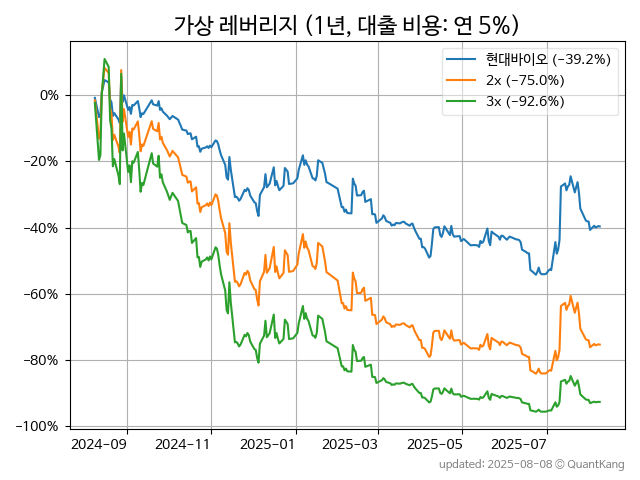 가상 레버리지 (1년, 대출 비용: 연 5%)
현대바이오 (−39.2%)
2x (−75.0%)
3x (−92.6%)
0%
−20%
−40%
−60%
−80%
−100%
2024-09 2024-11 2025-01 2025-03 2025-05 2025-07
updated: 2025-08-08 © QuantKang